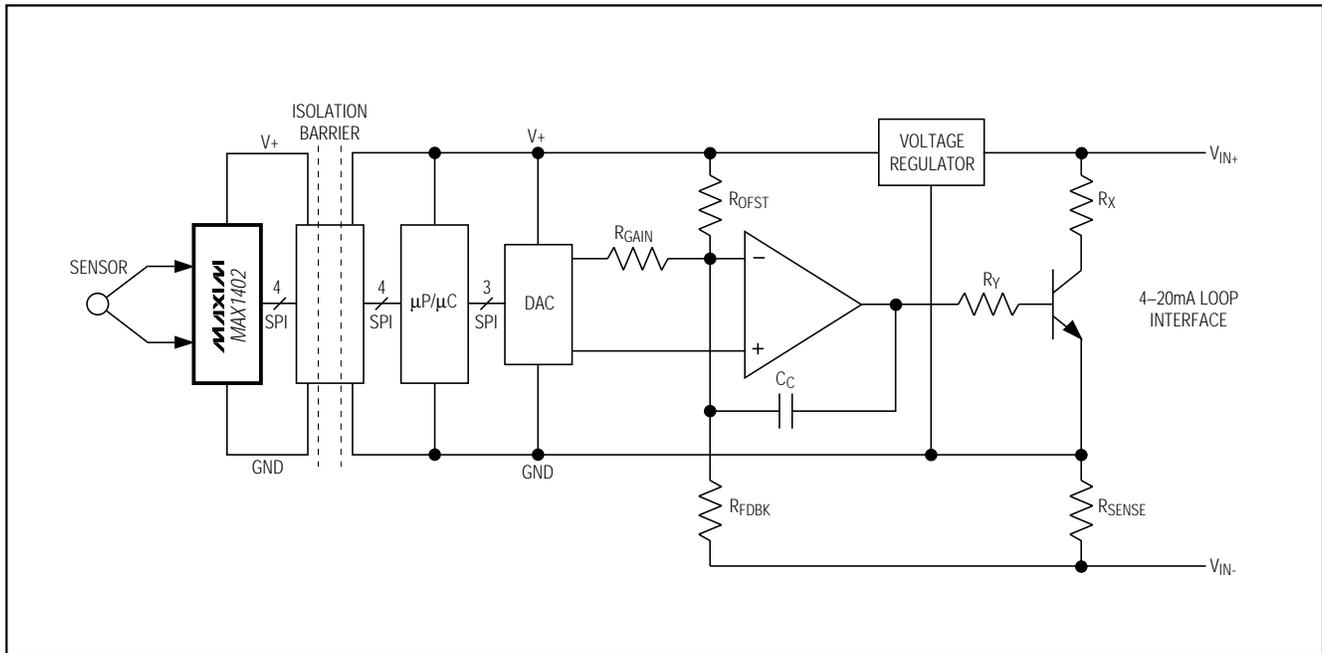 ISOLATION
BARRIER
V+
V+
VOLTAGE
REGULATOR
VIN+
ROFST
RX
RGAIN
SENSOR
MAXIM
MAX1402
4
SPI
4
SPI
µP/µC
3
SPI
DAC
−
+
RY
4–20mA LOOP
INTERFACE
CC
GND
GND
RFDBK
RSENSE
VIN-